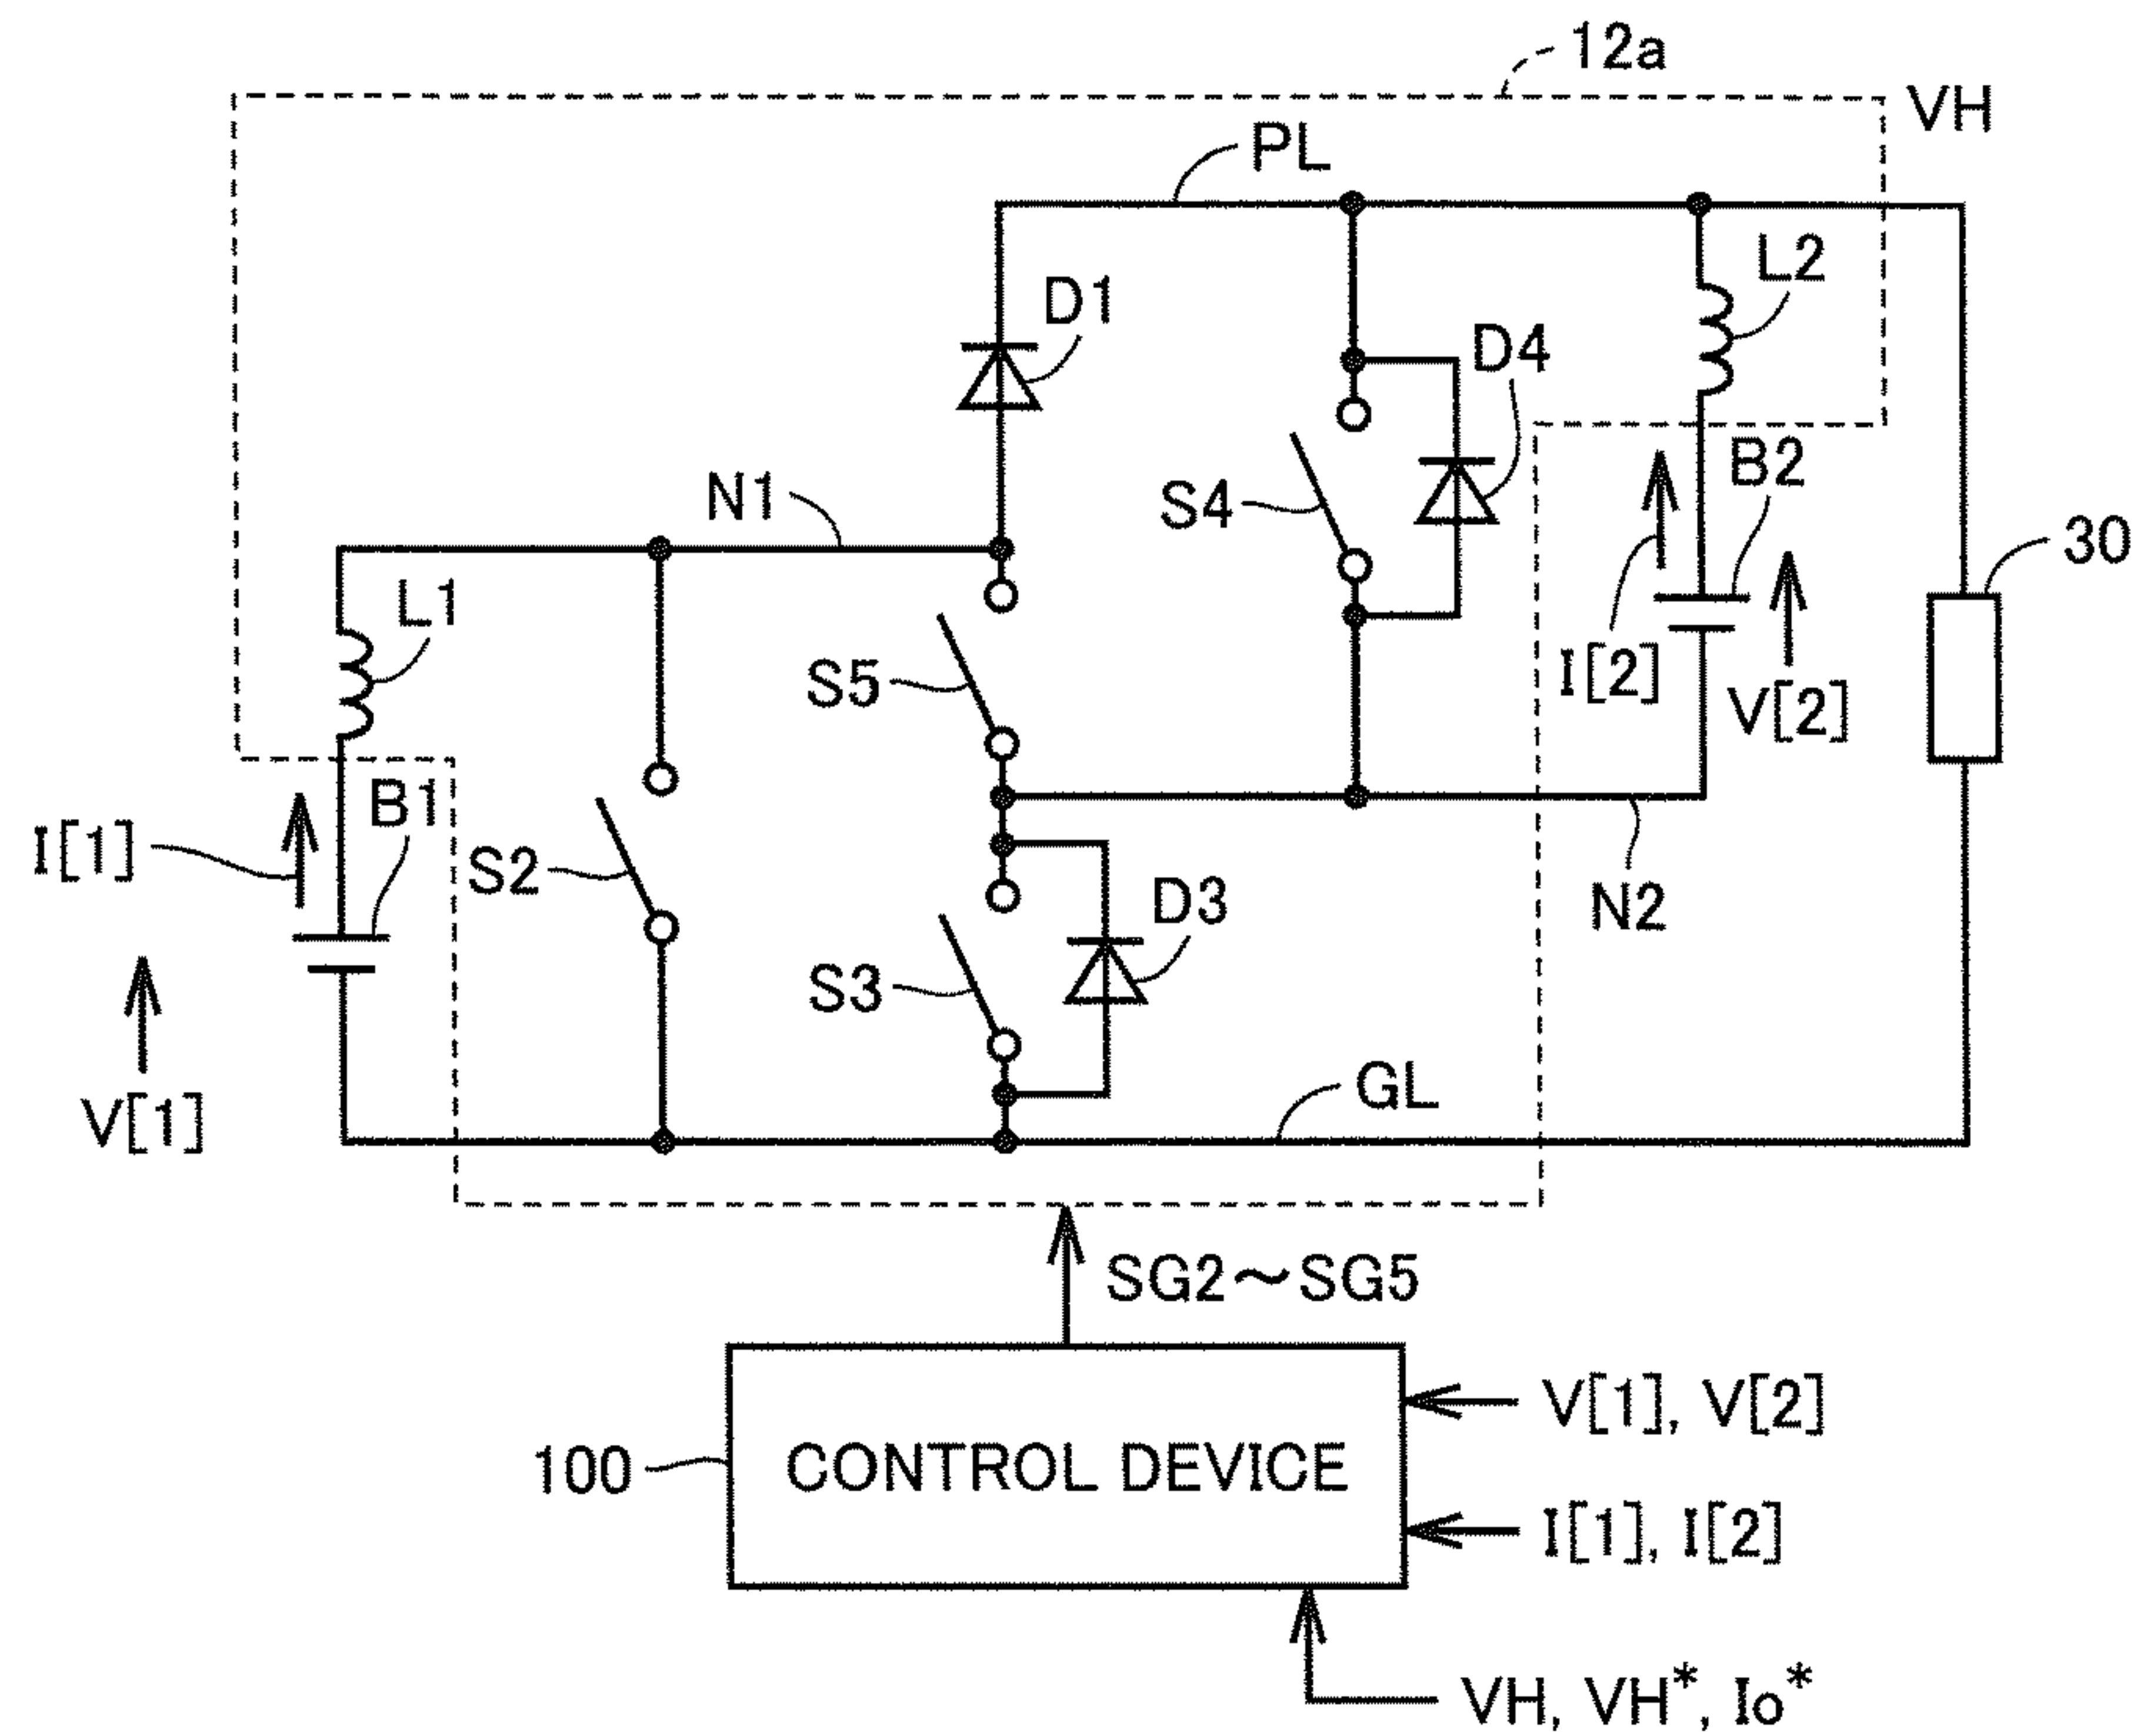 12a
VH
PL
L2
D1
D4
B2
N1
S4
30
L1
S5
I[2]
V[2]
B1
I[1]
S2
D3
N2
S3
GL
V[1]
SG2～SG5
V[1], V[2]
100
CONTROL DEVICE
I[1], I[2]
VH, VH*, Io*